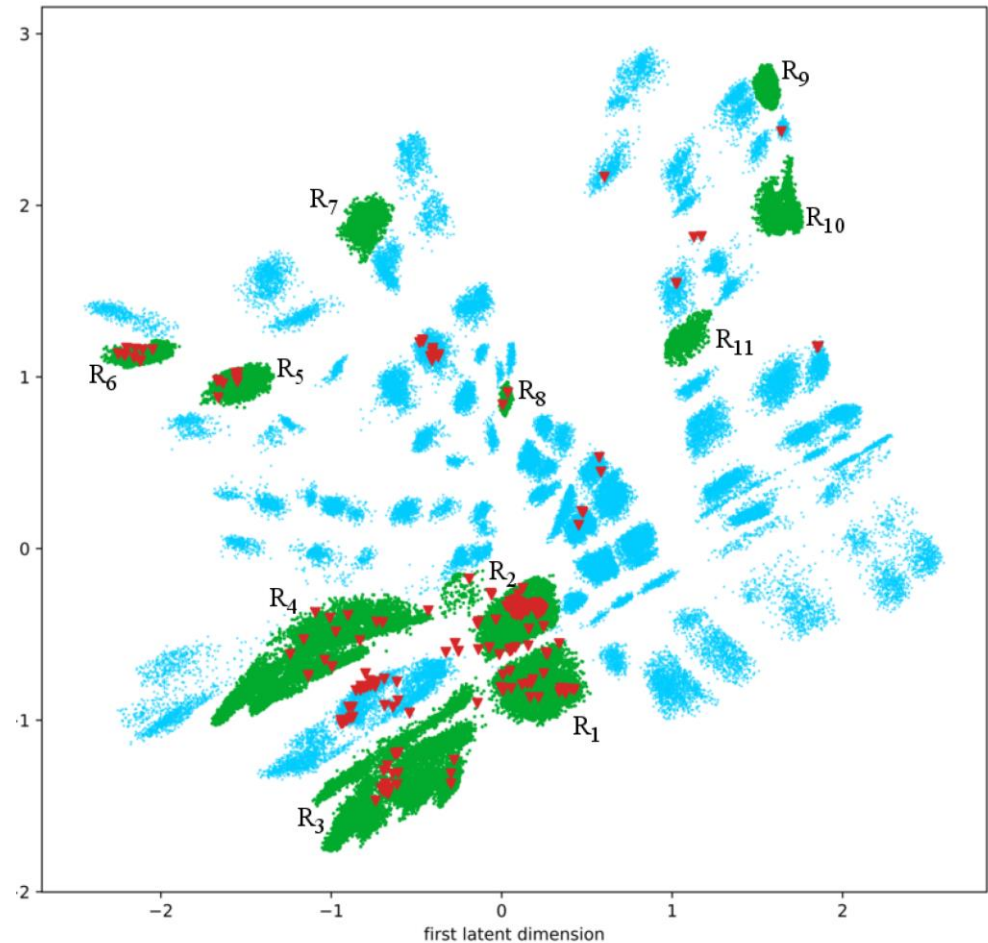 3
R9
2
R7
R10
R11
1
R6
R5
R8
0
R2
R4
-1
R1
R3
-2
−2 −1 0 1 2
first latent dimension